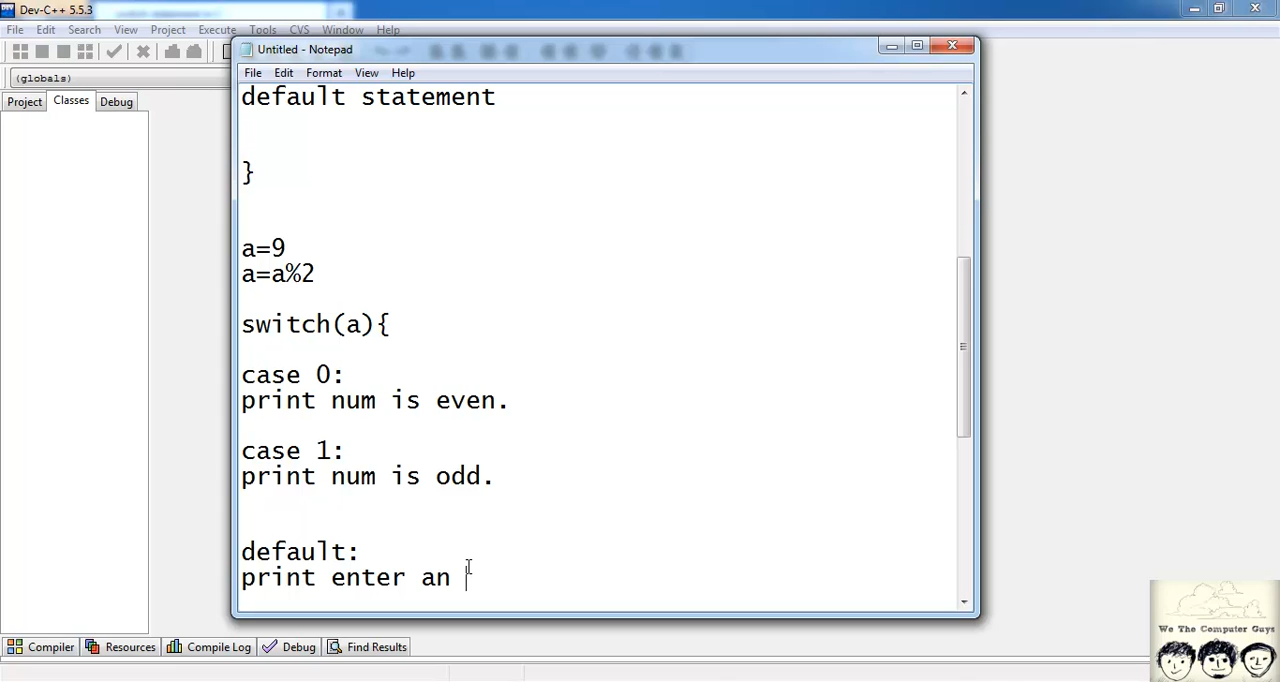 Dev-C++ 5.5.3
File Edit Search View Project Execute Tools CVS Window Help
Untitled - Notepad
(globals)
File Edit Format View Help
Project Classes Debug
default statement
}
a=9
a=a%2
switch(a){
case 0:
print num is even.
case 1:
print num is odd.
default:
print enter an
We The Computer Guys
Compiler Resources Compile Log Debug Find Results